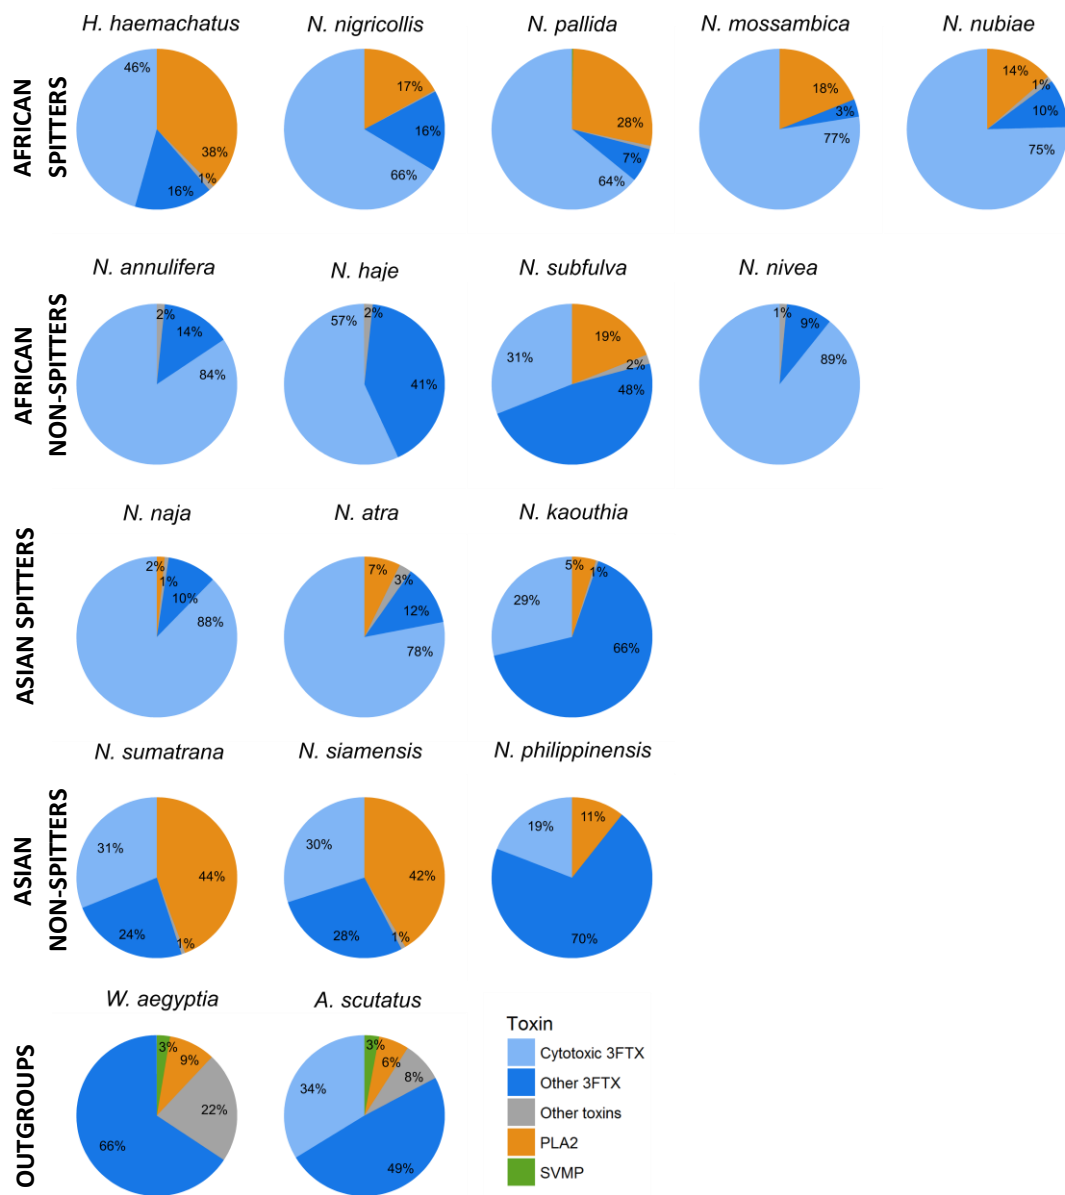 H. haemachatus N. nigricollis N. pallida N. mossambica N. nubiae
AFRICAN
SPITTERS
46% 38% 1% 16%
17% 16% 66%
28% 7% 64%
18% 3% 77%
14% 1% 10% 75%
N. annulifera N. haje N. subfulva N. nivea
AFRICAN
NON-SPITTERS
2% 14% 84%
57% 2% 41%
31% 19% 2% 48%
1% 9% 89%
N. naja N. atra N. kaouthia
ASIAN SPITTERS
2% 1% 10% 88%
7% 3% 12% 78%
29% 5% 1% 66%
N. sumatrana N. siamensis N. philippinensis
ASIAN
NON-SPITTERS
31% 44% 24% 1%
30% 42% 28% 1%
19% 11% 70%
W. aegyptia A. scutatus
OUTGROUPS
3% 9% 22% 66%
34% 3% 6% 8% 49%
Toxin
Cytotoxic 3FTX
Other 3FTX
Other toxins
PLA2
SVMP